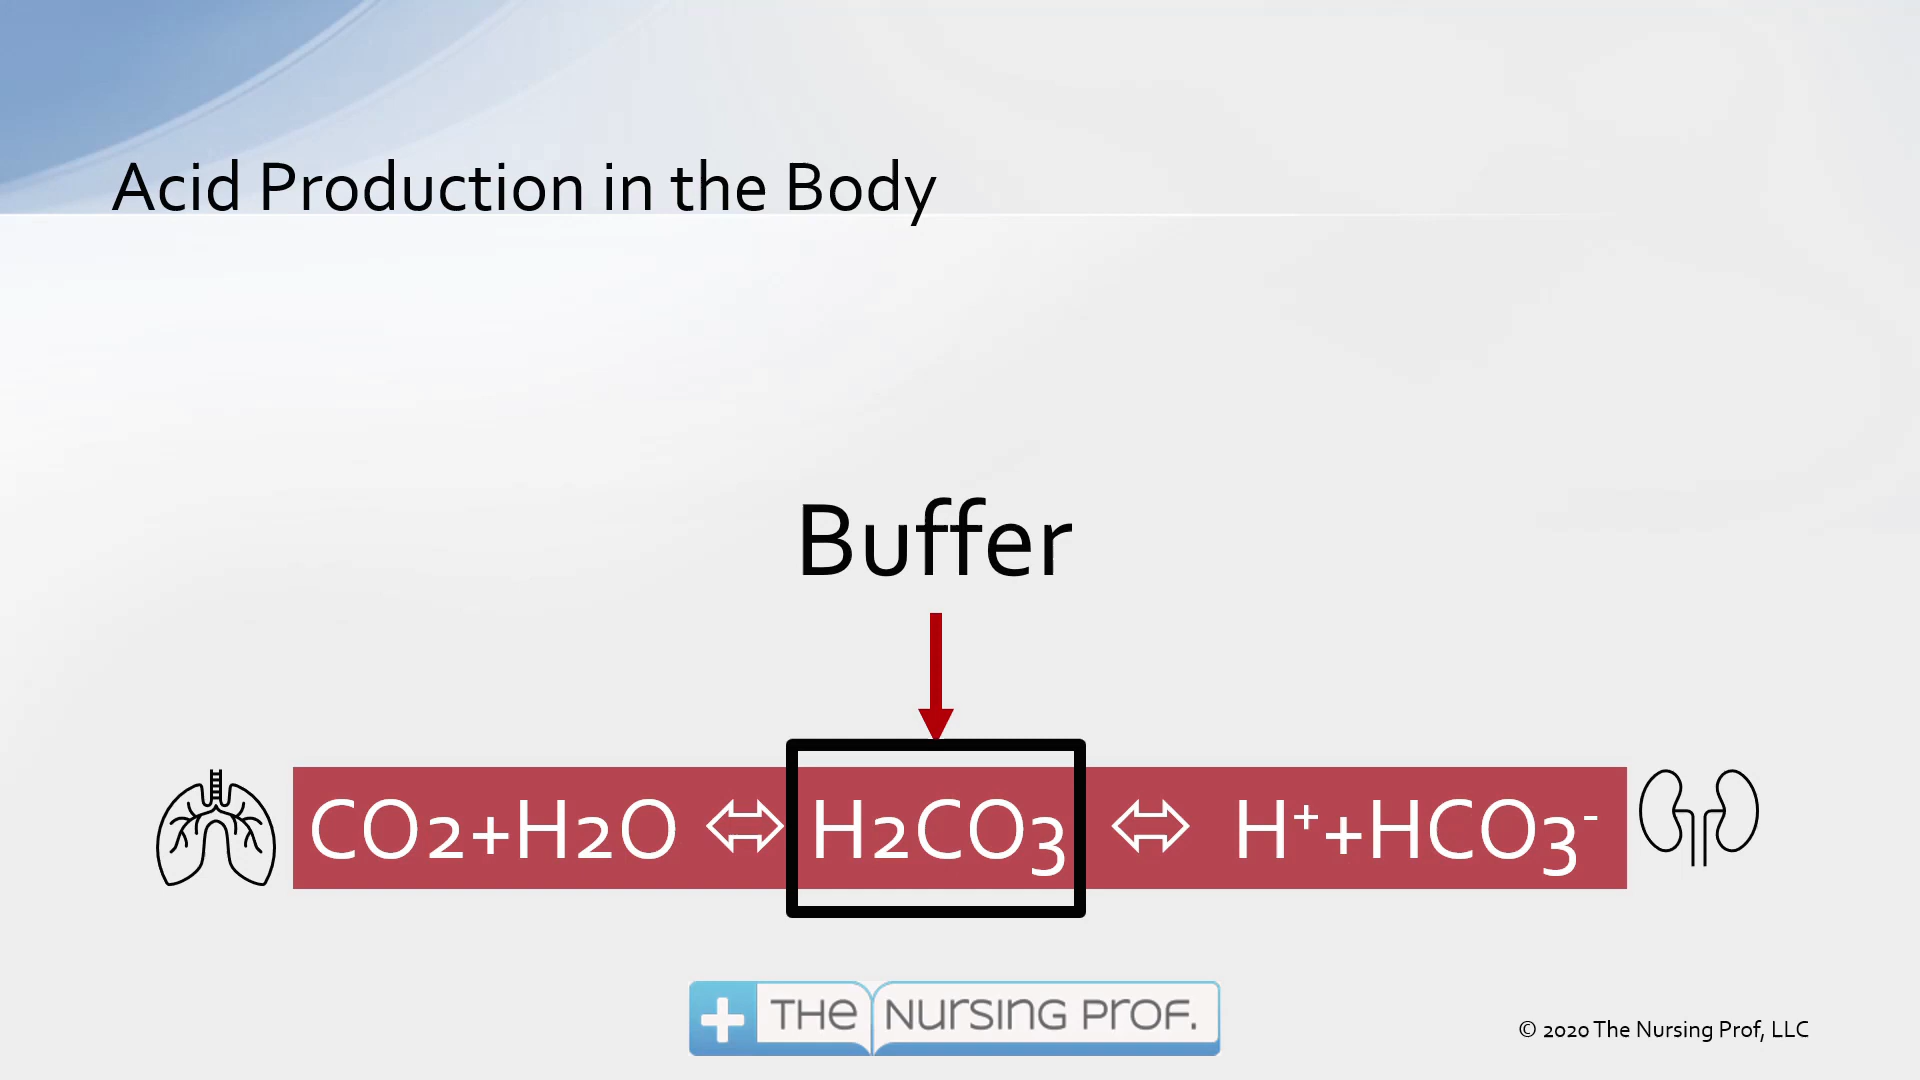 Acid Production in the Body
Buffer
CO2+H2O ⬄ H2CO3 ⬄ H⁺+HCO3⁻
THE NURSING PROF.
© 2020 The Nursing Prof, LLC